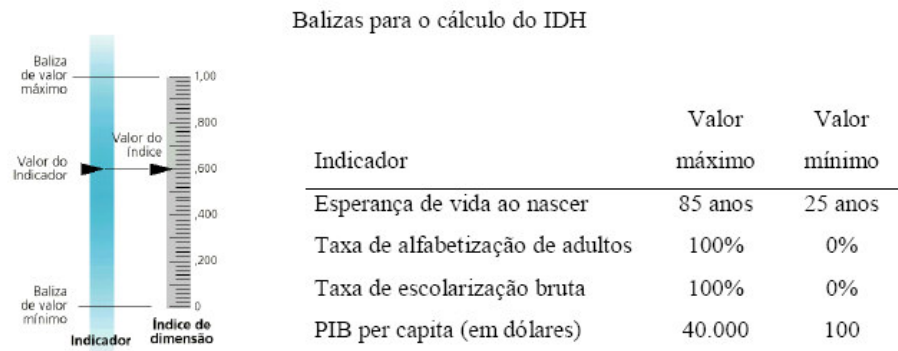 Balizas para o cálculo do IDH
Baliza
de valor
máximo
1,00
,800
Valor do
índice
Valor do
Indicador
,600
,400
,200
Baliza
de valor
mínimo
0
Indicador
Índice de
dimensão
Indicador Valor máximo Valor mínimo
Esperança de vida ao nascer 85 anos 25 anos
Taxa de alfabetização de adultos 100% 0%
Taxa de escolarização bruta 100% 0%
PIB per capita (em dólares) 40.000 100